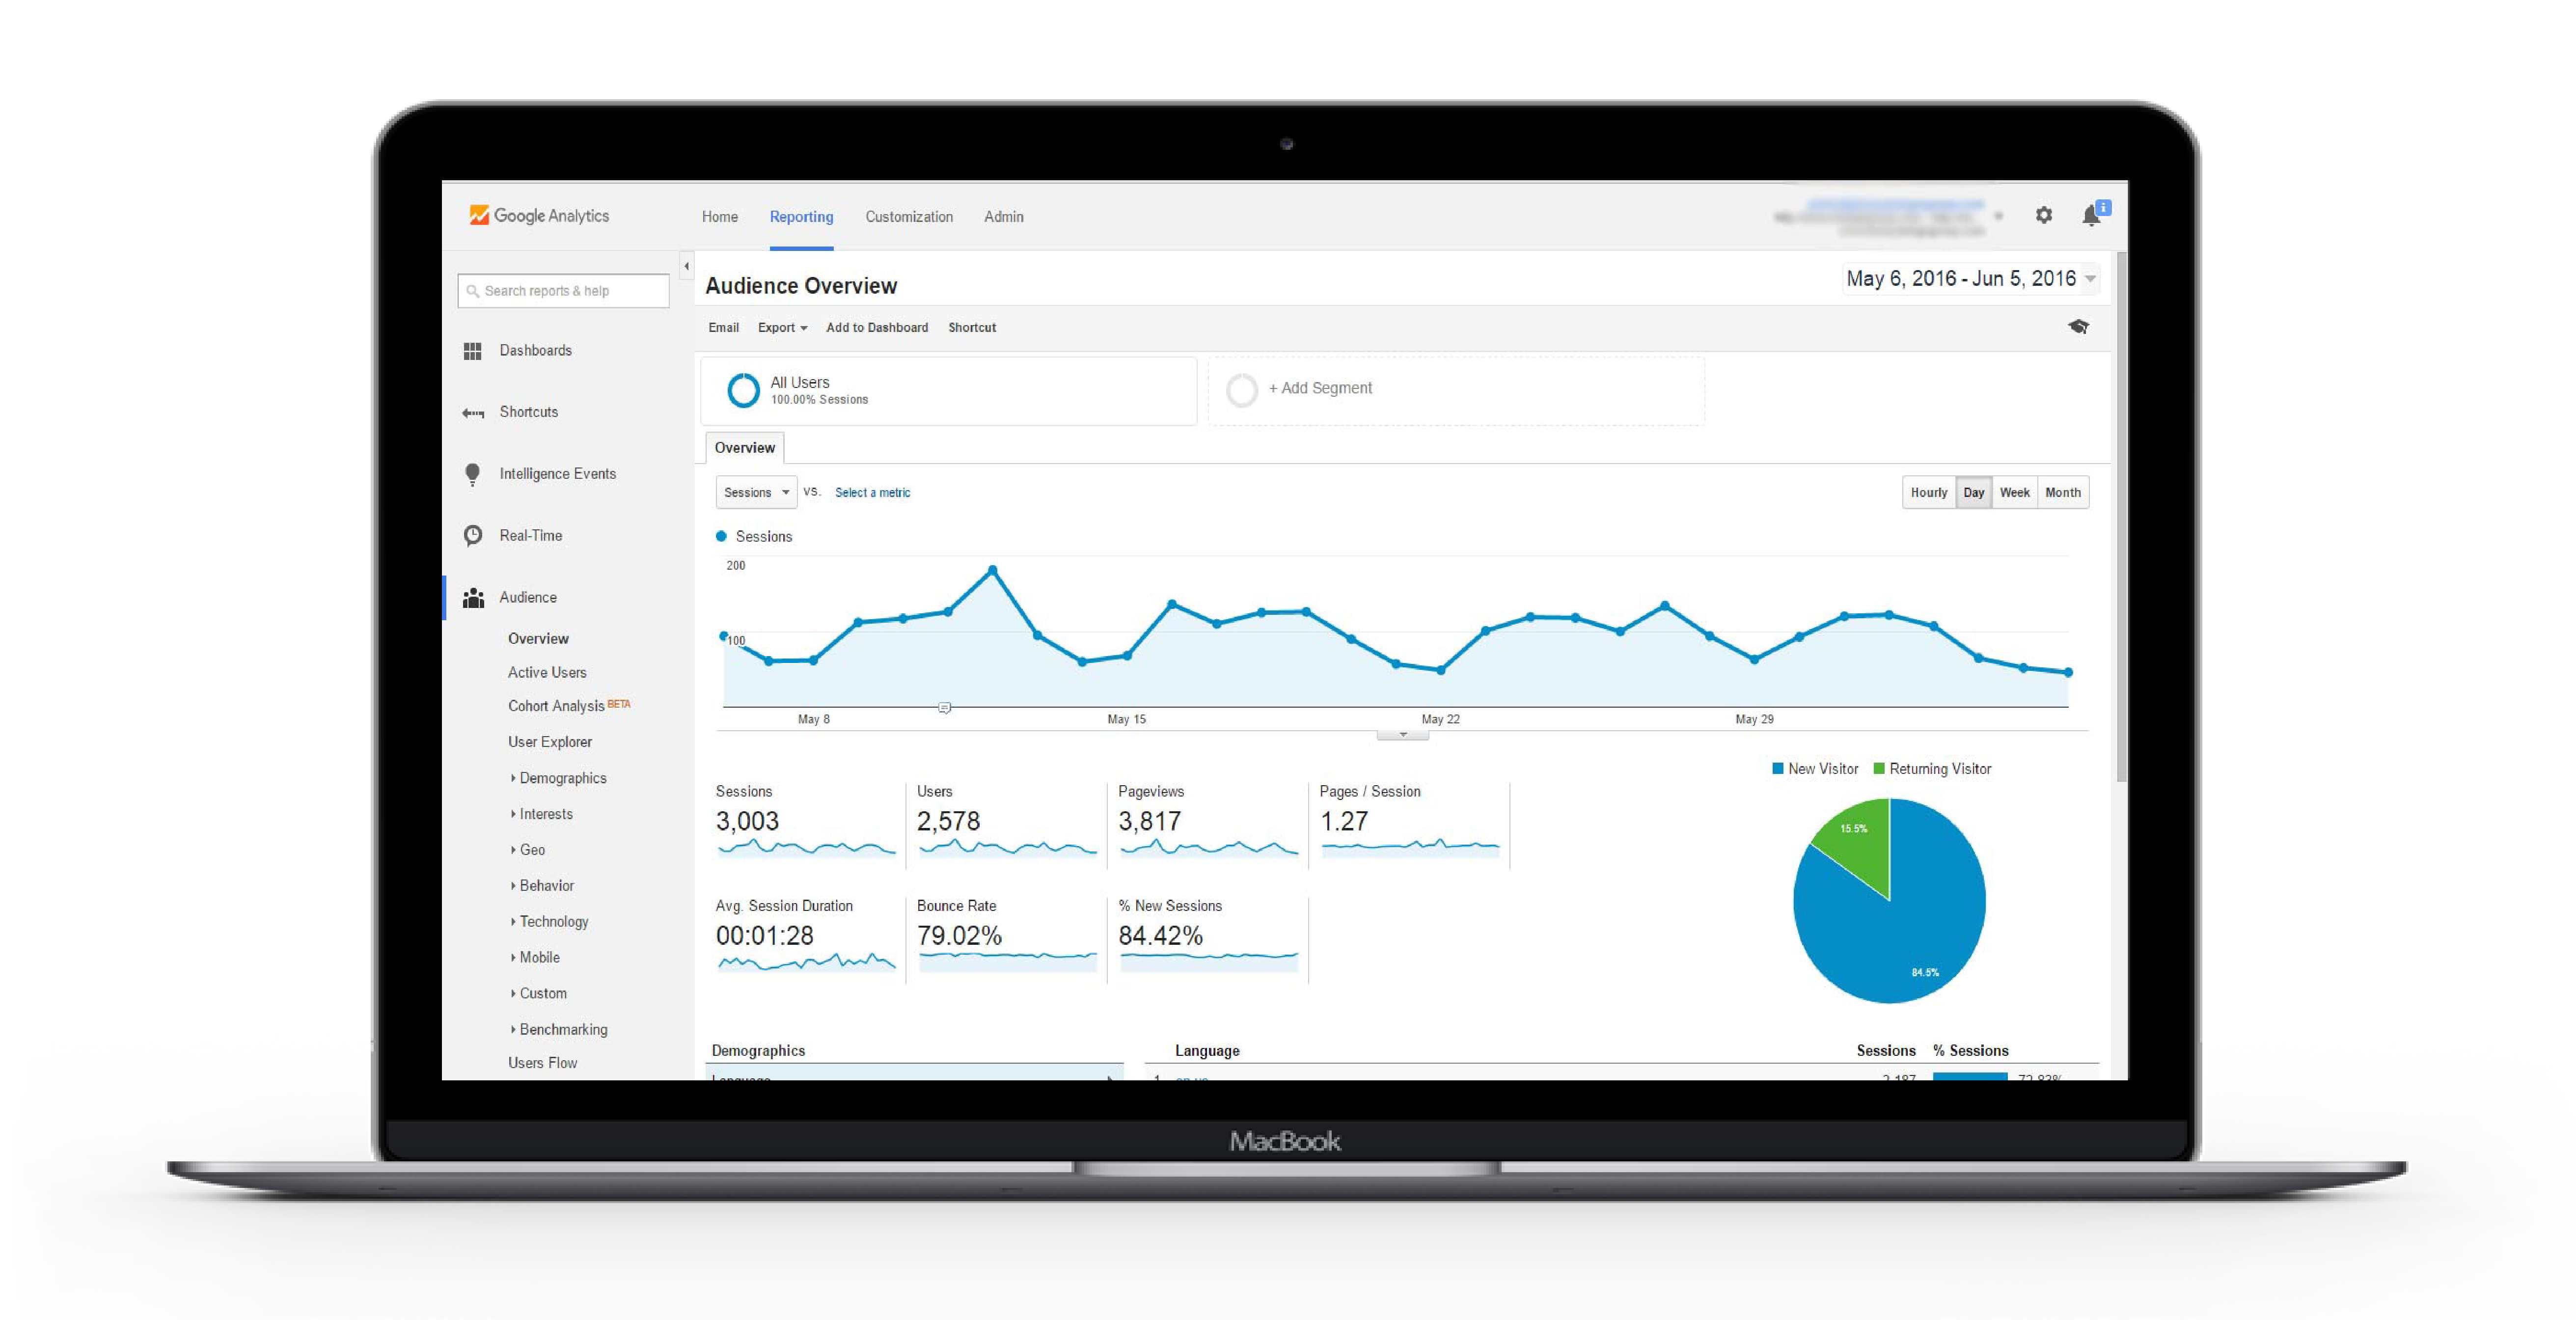 Google Analytics
Home Reporting Customization Admin
Search reports & help
Dashboards
Shortcuts
Intelligence Events
Real-Time
Audience
Overview
Active Users
Cohort Analysis BETA
User Explorer
Demographics
Interests
Geo
Behavior
Technology
Mobile
Custom
Benchmarking
Users Flow
Audience Overview
May 6, 2016 - Jun 5, 2016
Email Export Add to Dashboard Shortcut
All Users
100.00% Sessions
+ Add Segment
Overview
Sessions VS. Select a metric
Hourly Day Week Month
Sessions
200
100
May 8 May 15 May 22 May 29
New Visitor Returning Visitor
Sessions Users Pageviews Pages / Session
3,003 2,578 3,817 1.27
15.5%
Avg. Session Duration Bounce Rate % New Sessions
00:01:28 79.02% 84.42%
84.5%
Demographics Language Sessions % Sessions
MacBook